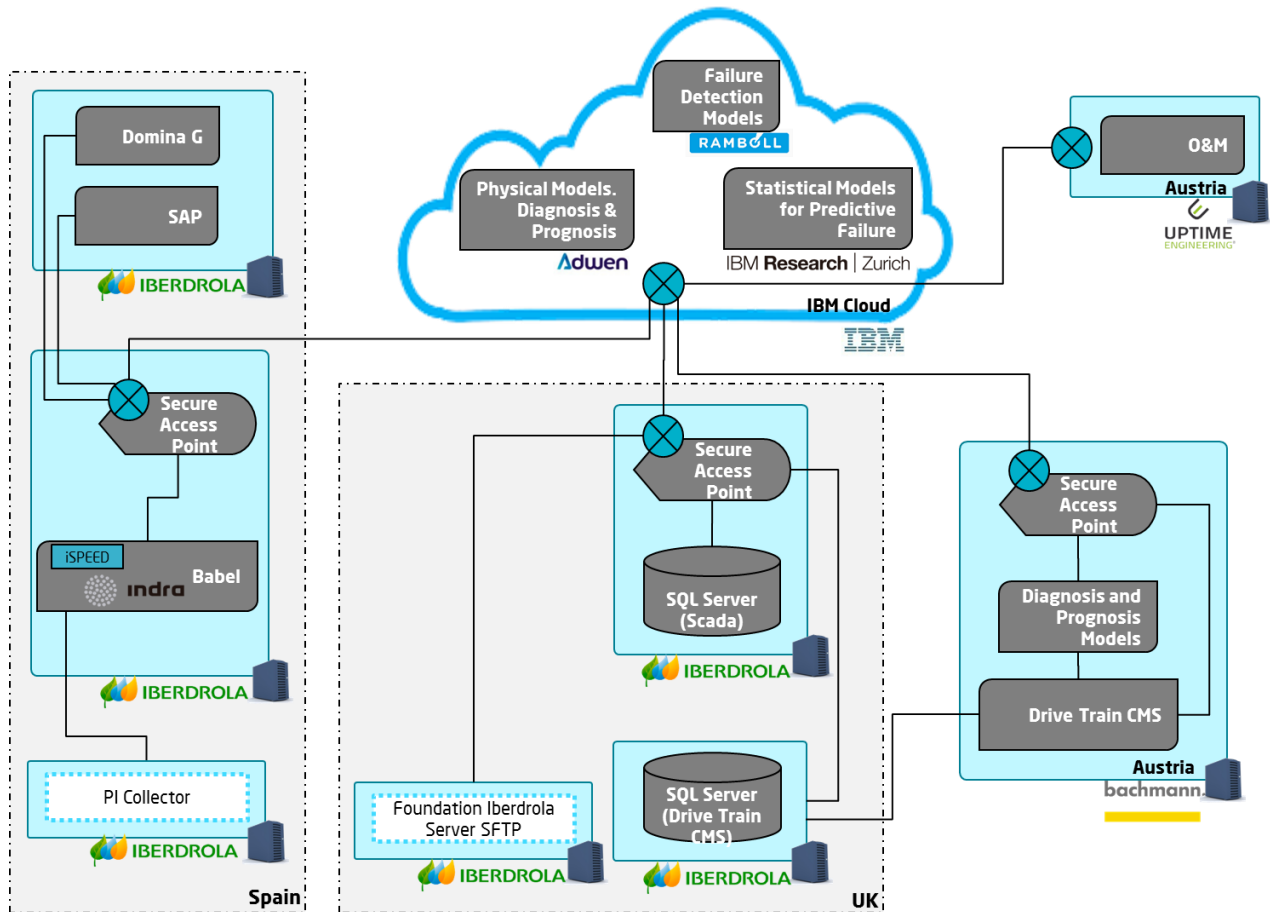 Failure
Detection
Models
RAMBOLL
Physical Models.
Diagnosis &
Prognosis
Adwen
Statistical Models
for Predictive
Failure
IBM Research | Zurich
IBM Cloud
IBM
O&M
Austria
UPTIME
ENGINEERING
Domina G
SAP
IBERDROLA
Secure
Access
Point
iSPEED
indra
Babel
IBERDROLA
PI Collector
IBERDROLA
Spain
Secure
Access
Point
SQL Server
(Scada)
IBERDROLA
Foundation Iberdrola
Server SFTP
IBERDROLA
SQL Server
(Drive Train
CMS)
IBERDROLA
UK
Secure
Access
Point
Diagnosis and
Prognosis
Models
Drive Train CMS
Austria
bachmann.